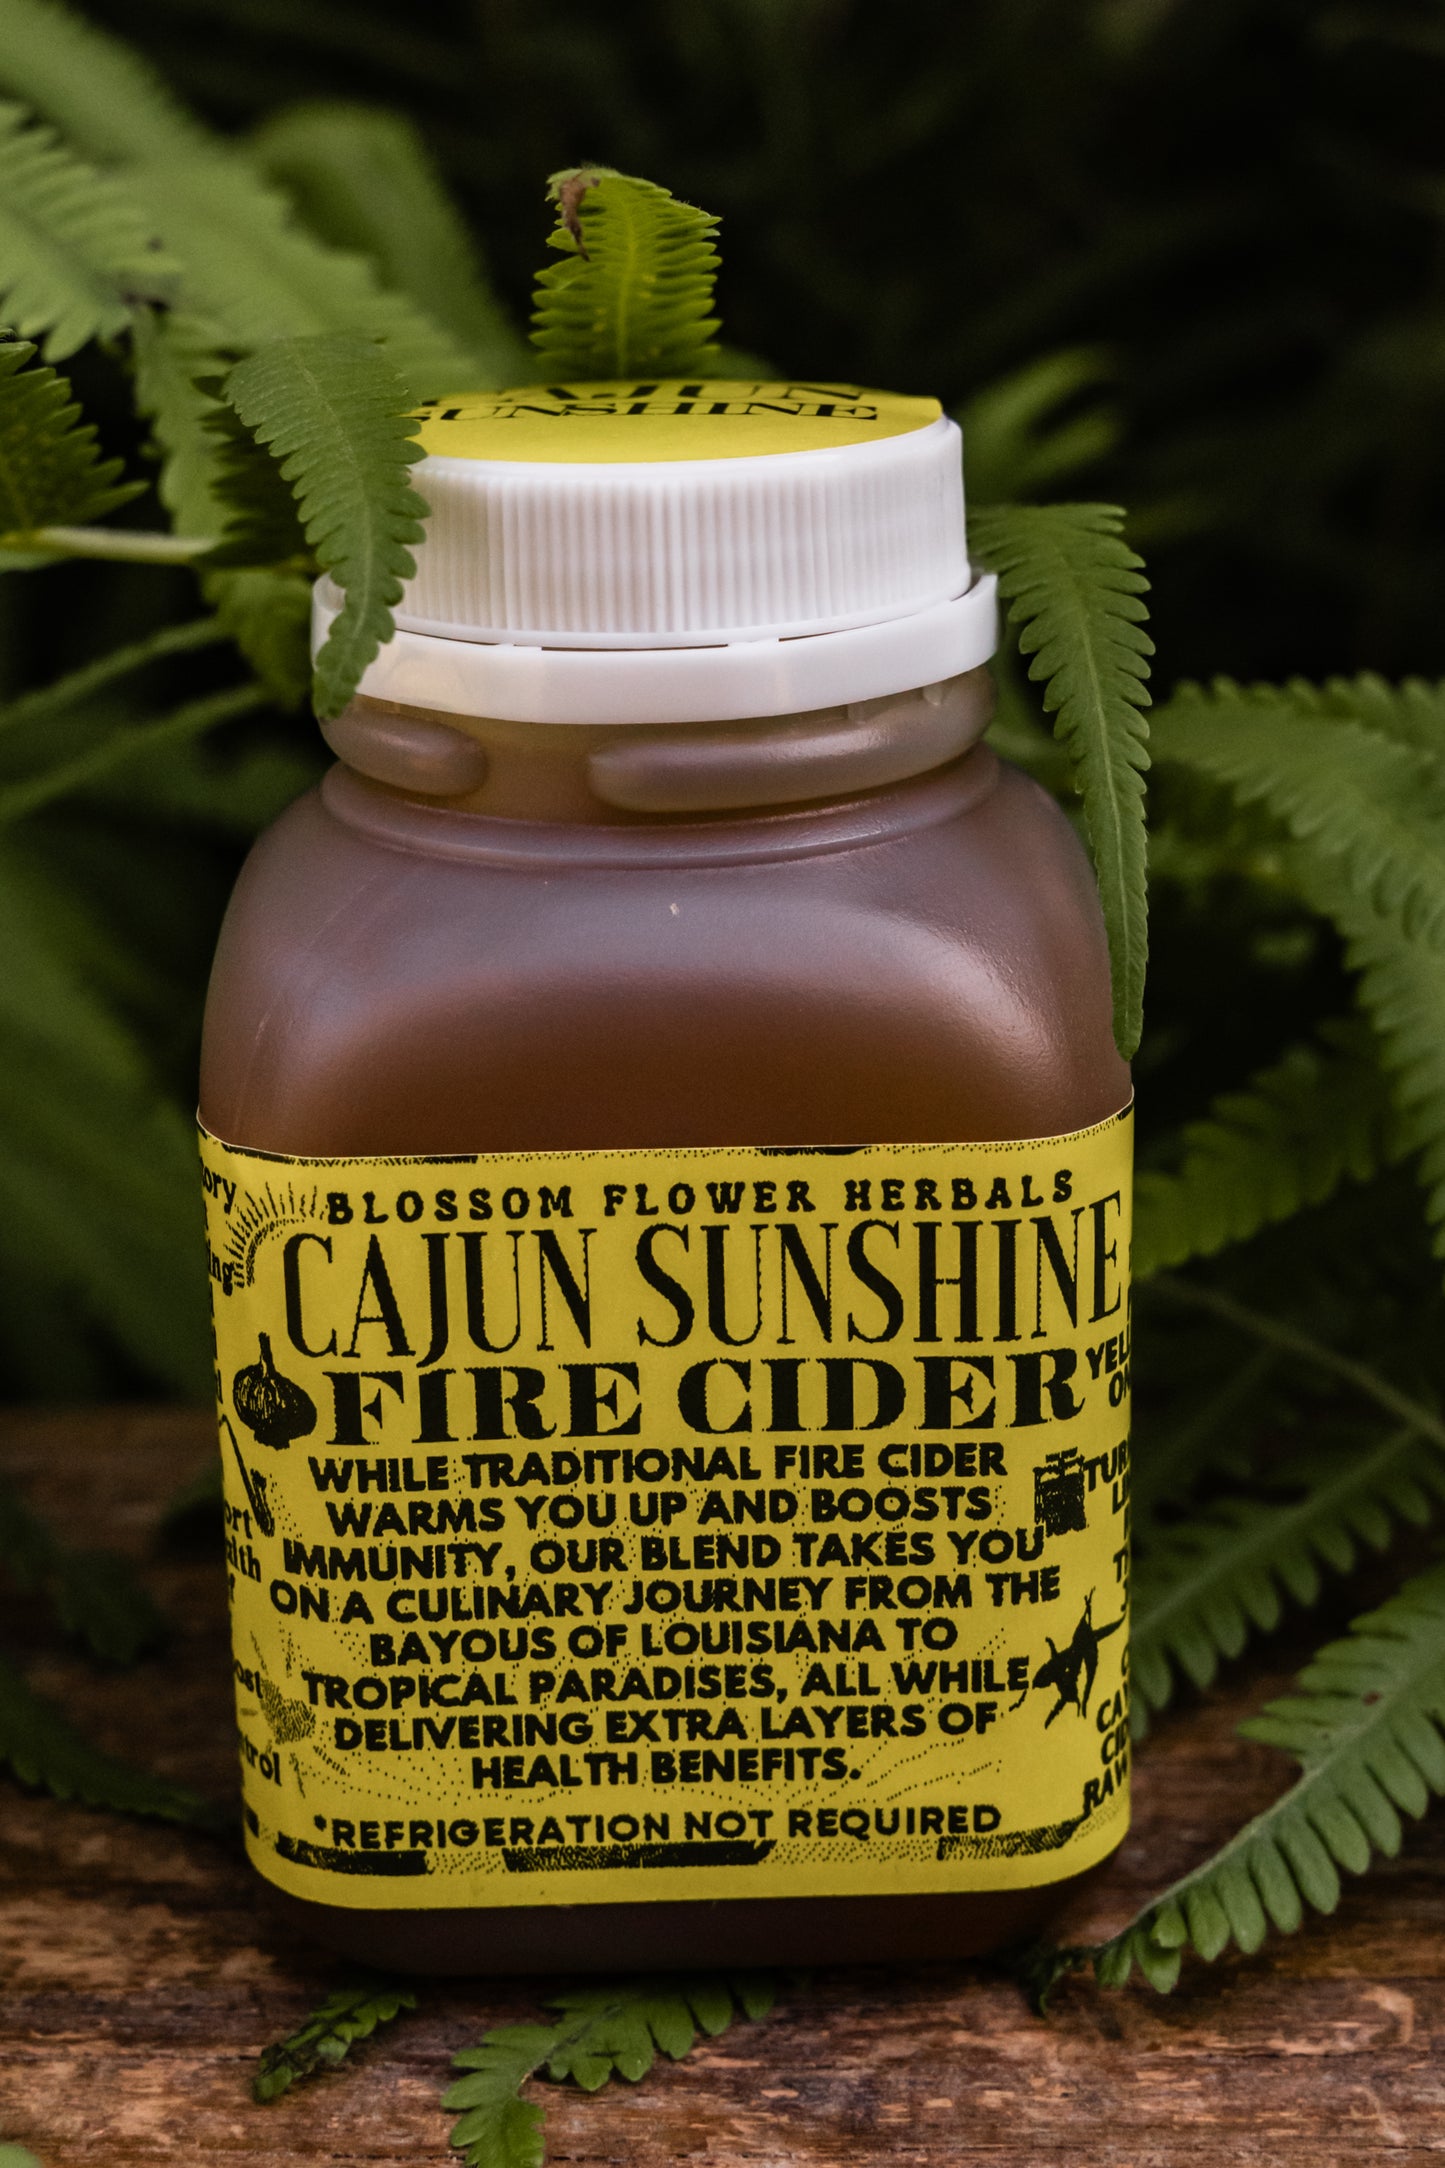 CAJUN
SUNSHINE
BLOSSOM FLOWER HERBALS
CAJUN SUNSHINE
FIRE CIDER
WHILE TRADITIONAL FIRE CIDER
WARMS YOU UP AND BOOSTS
IMMUNITY, OUR BLEND TAKES YOU
ON A CULINARY JOURNEY FROM THE
BAYOUS OF LOUISIANA TO
TROPICAL PARADISES, ALL WHILE
DELIVERING EXTRA LAYERS OF
HEALTH BENEFITS.
*REFRIGERATION NOT REQUIRED